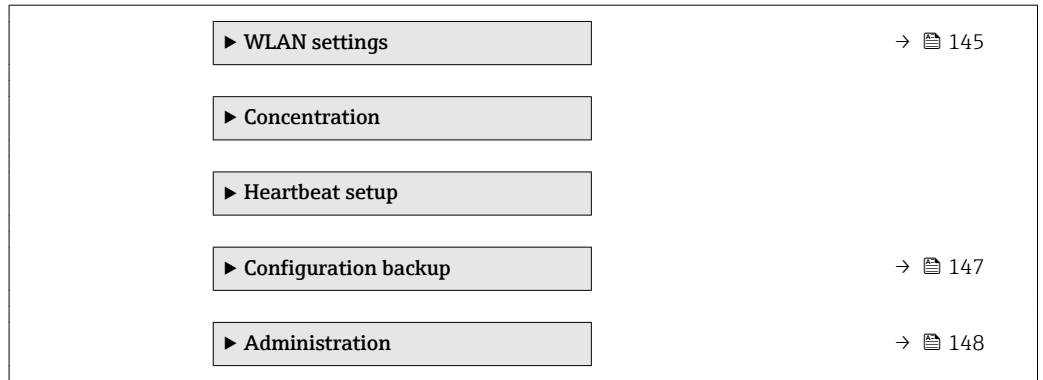 ▶ WLAN settings → 🖹 145
▶ Concentration
▶ Heartbeat setup
▶ Configuration backup → 🖹 147
▶ Administration → 🖹 148